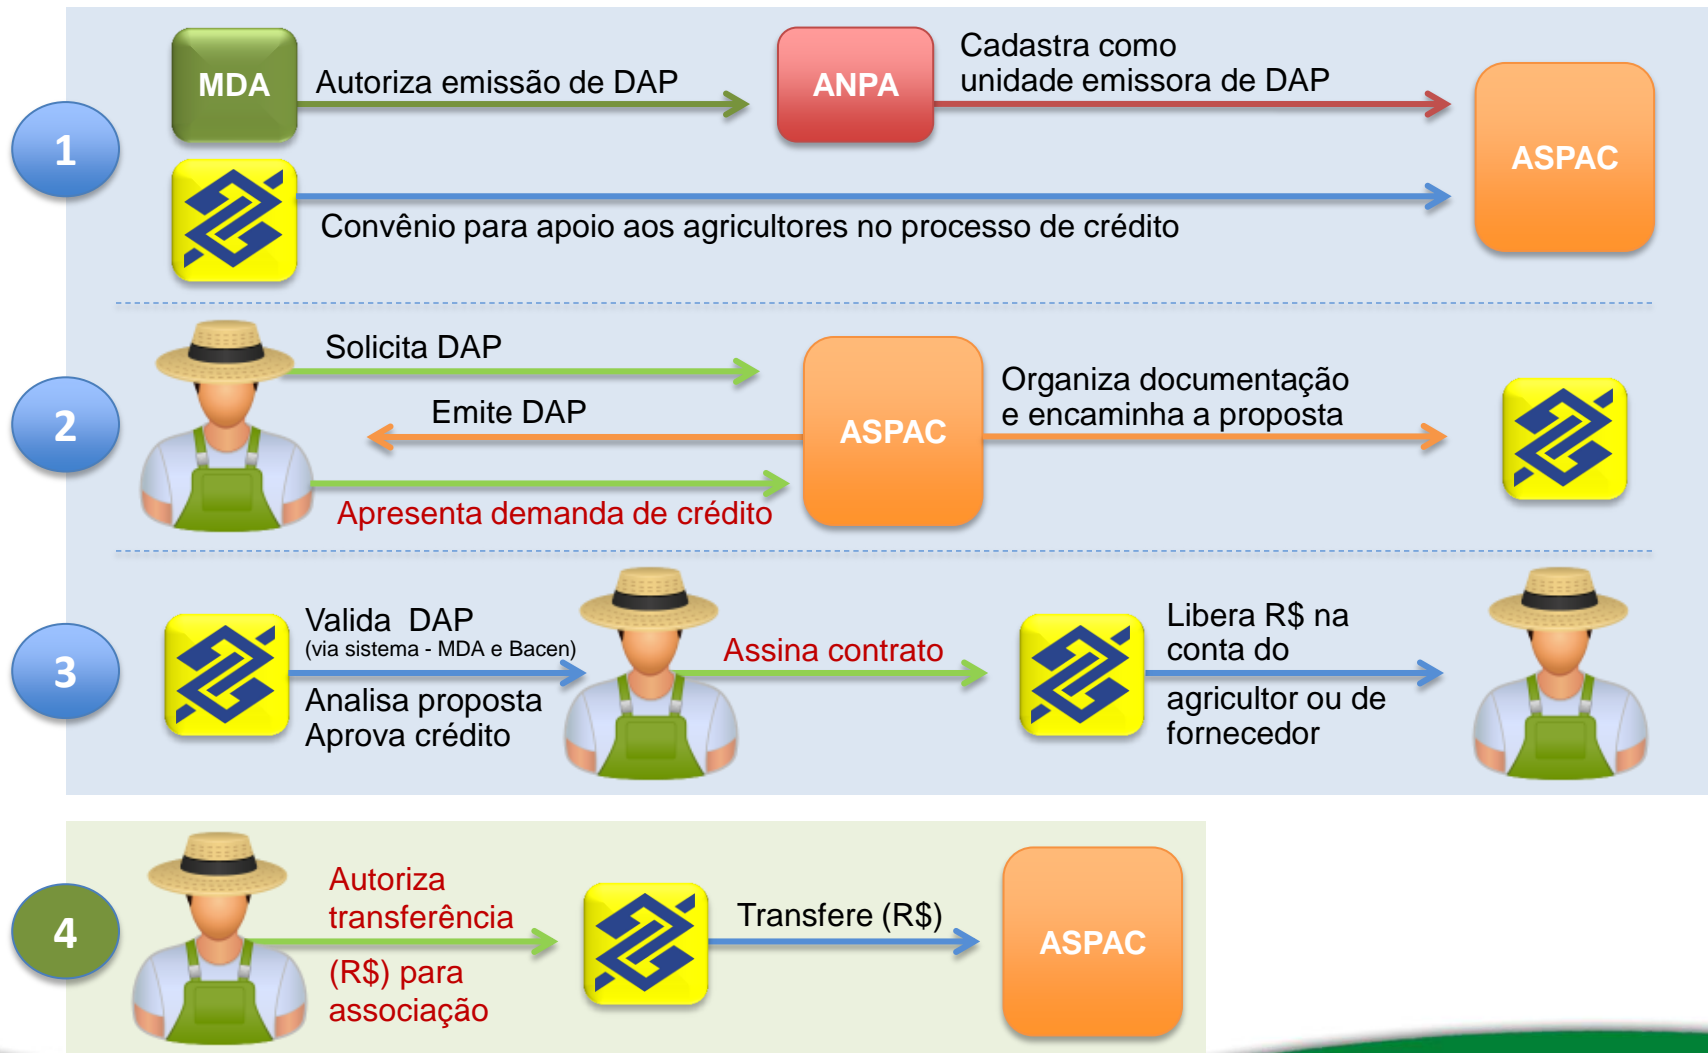 1
MDA
Autoriza emissão de DAP
ANPA
Cadastra como
unidade emissora de DAP
ASPAC
Convênio para apoio aos agricultores no processo de crédito
2
Solicita DAP
Emite DAP
Apresenta demanda de crédito
ASPAC
Organiza documentação
e encaminha a proposta
3
Valida  DAP
(via sistema - MDA e Bacen)
Analisa proposta
Aprova crédito
Assina contrato
Libera R$ na
conta do
agricultor ou de
fornecedor
4
Autoriza
transferência
(R$) para
associação
Transfere (R$)
ASPAC